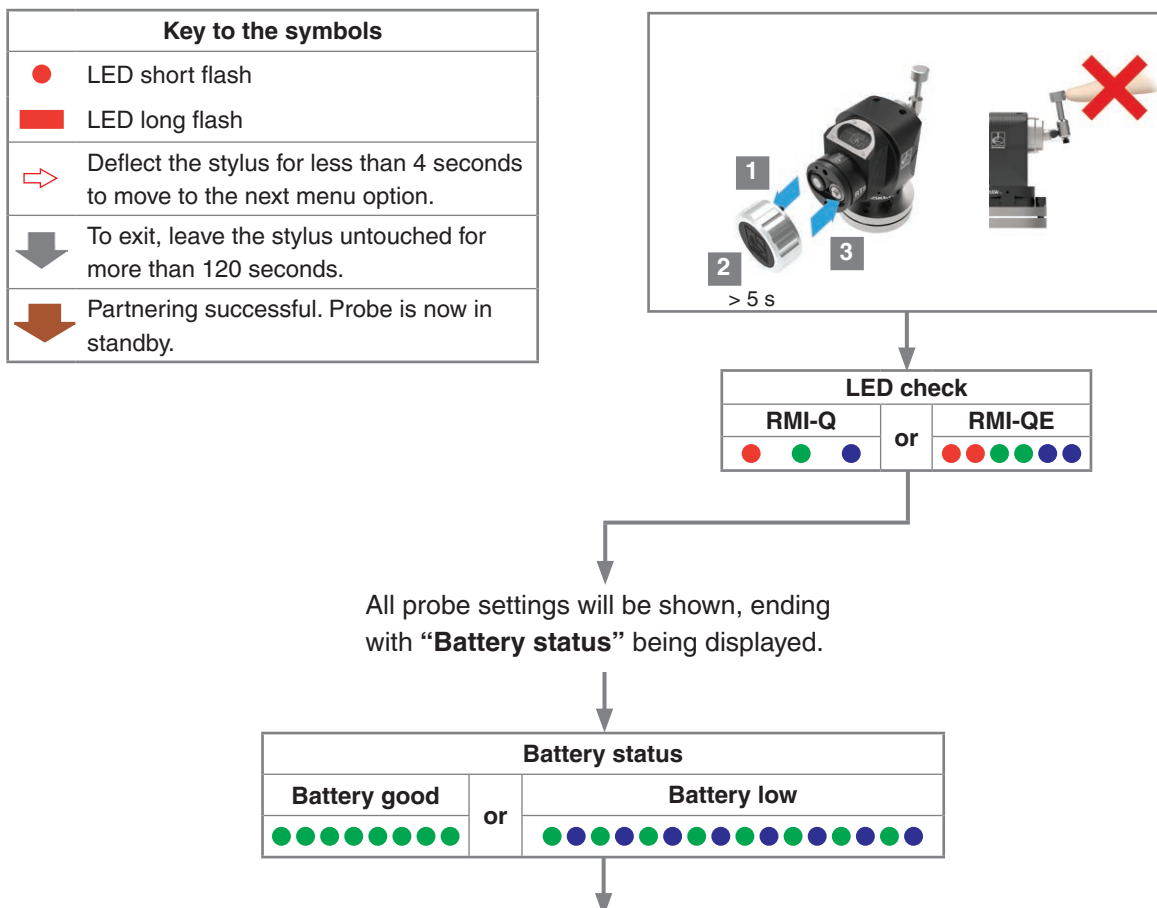 Key to the symbols
LED short flash
LED long flash
Deflect the stylus for less than 4 seconds
to move to the next menu option.
To exit, leave the stylus untouched for
more than 120 seconds.
Partnering successful. Probe is now in
standby.
1
2
3
> 5 s
LED check
RMI-Q
or
RMI-QE
All probe settings will be shown, ending
with “Battery status” being displayed.
Battery status
Battery good
or
Battery low